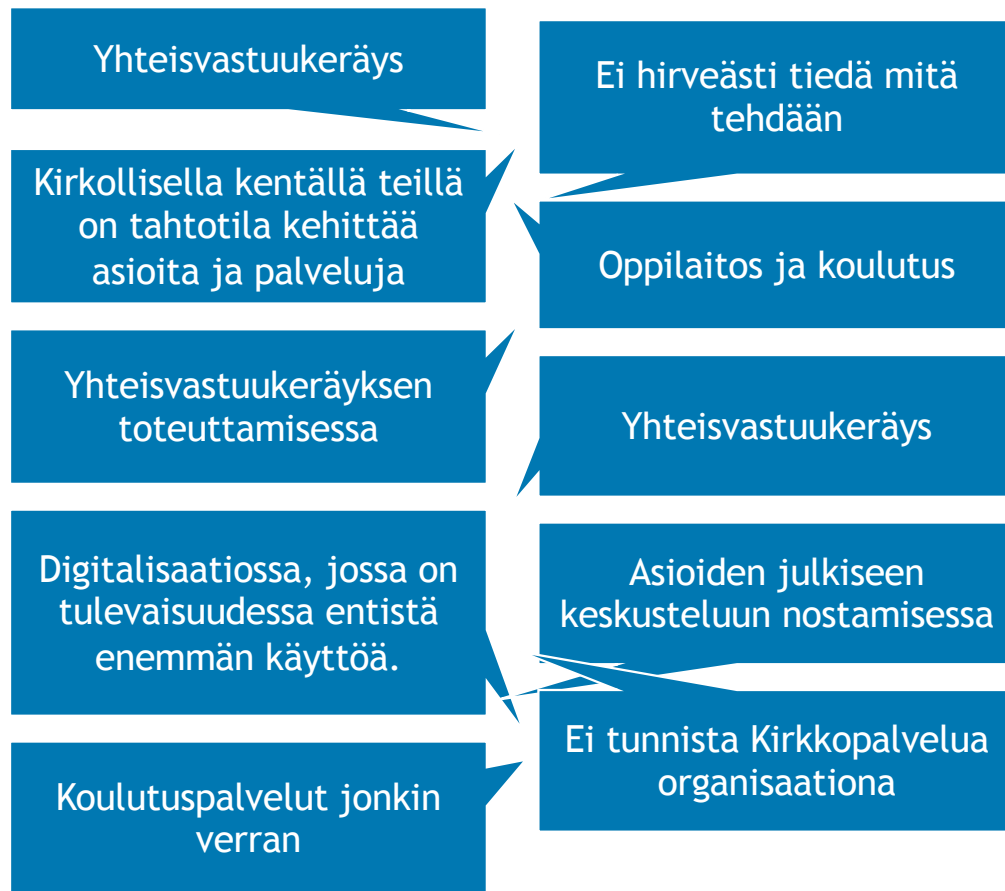 Yhteisvastuukeräys
Kirkollisella kentällä teillä
on tahtotila kehittää
asioita ja palveluja
Yhteisvastuukeräyksen
toteuttamisessa
Digitalisaatiossa, jossa on
tulevaisuudessa entistä
enemmän käyttöä.
Koulutuspalvelut jonkin
verran
Ei hirveästi tiedä mitä
tehdään
Oppilaitos ja koulutus
Yhteisvastuukeräys
Asioiden julkiseen
keskusteluun nostamisessa
Ei tunnista Kirkkopalvelua
organisaationa